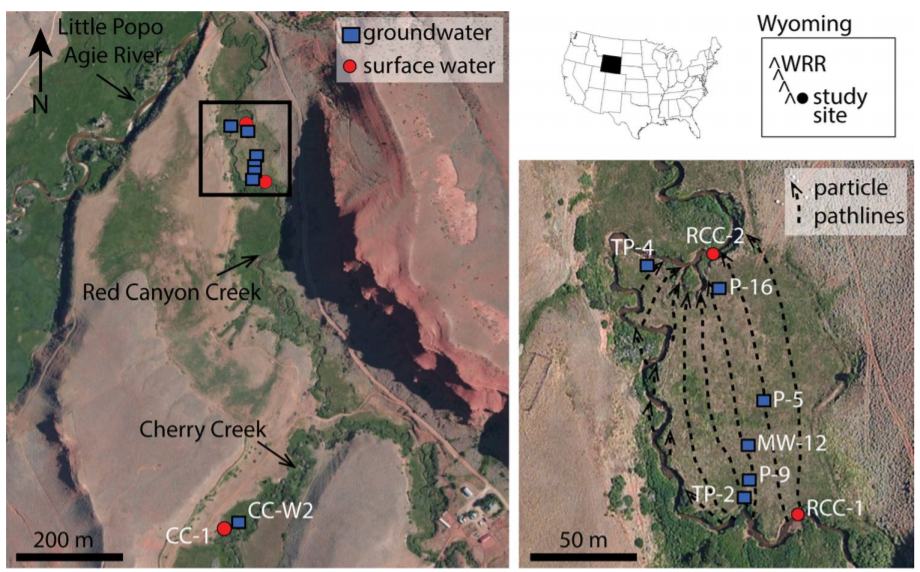 Little Popo
Agie River
N
groundwater
surface water
Red Canyon Creek
Cherry Creek
CC-W2
CC-1
200 m
Wyoming
WRR
study
site
particle
pathlines
RCC-2
TP-4
P-16
P-5
MW-12
P-9
TP-2
RCC-1
50 m